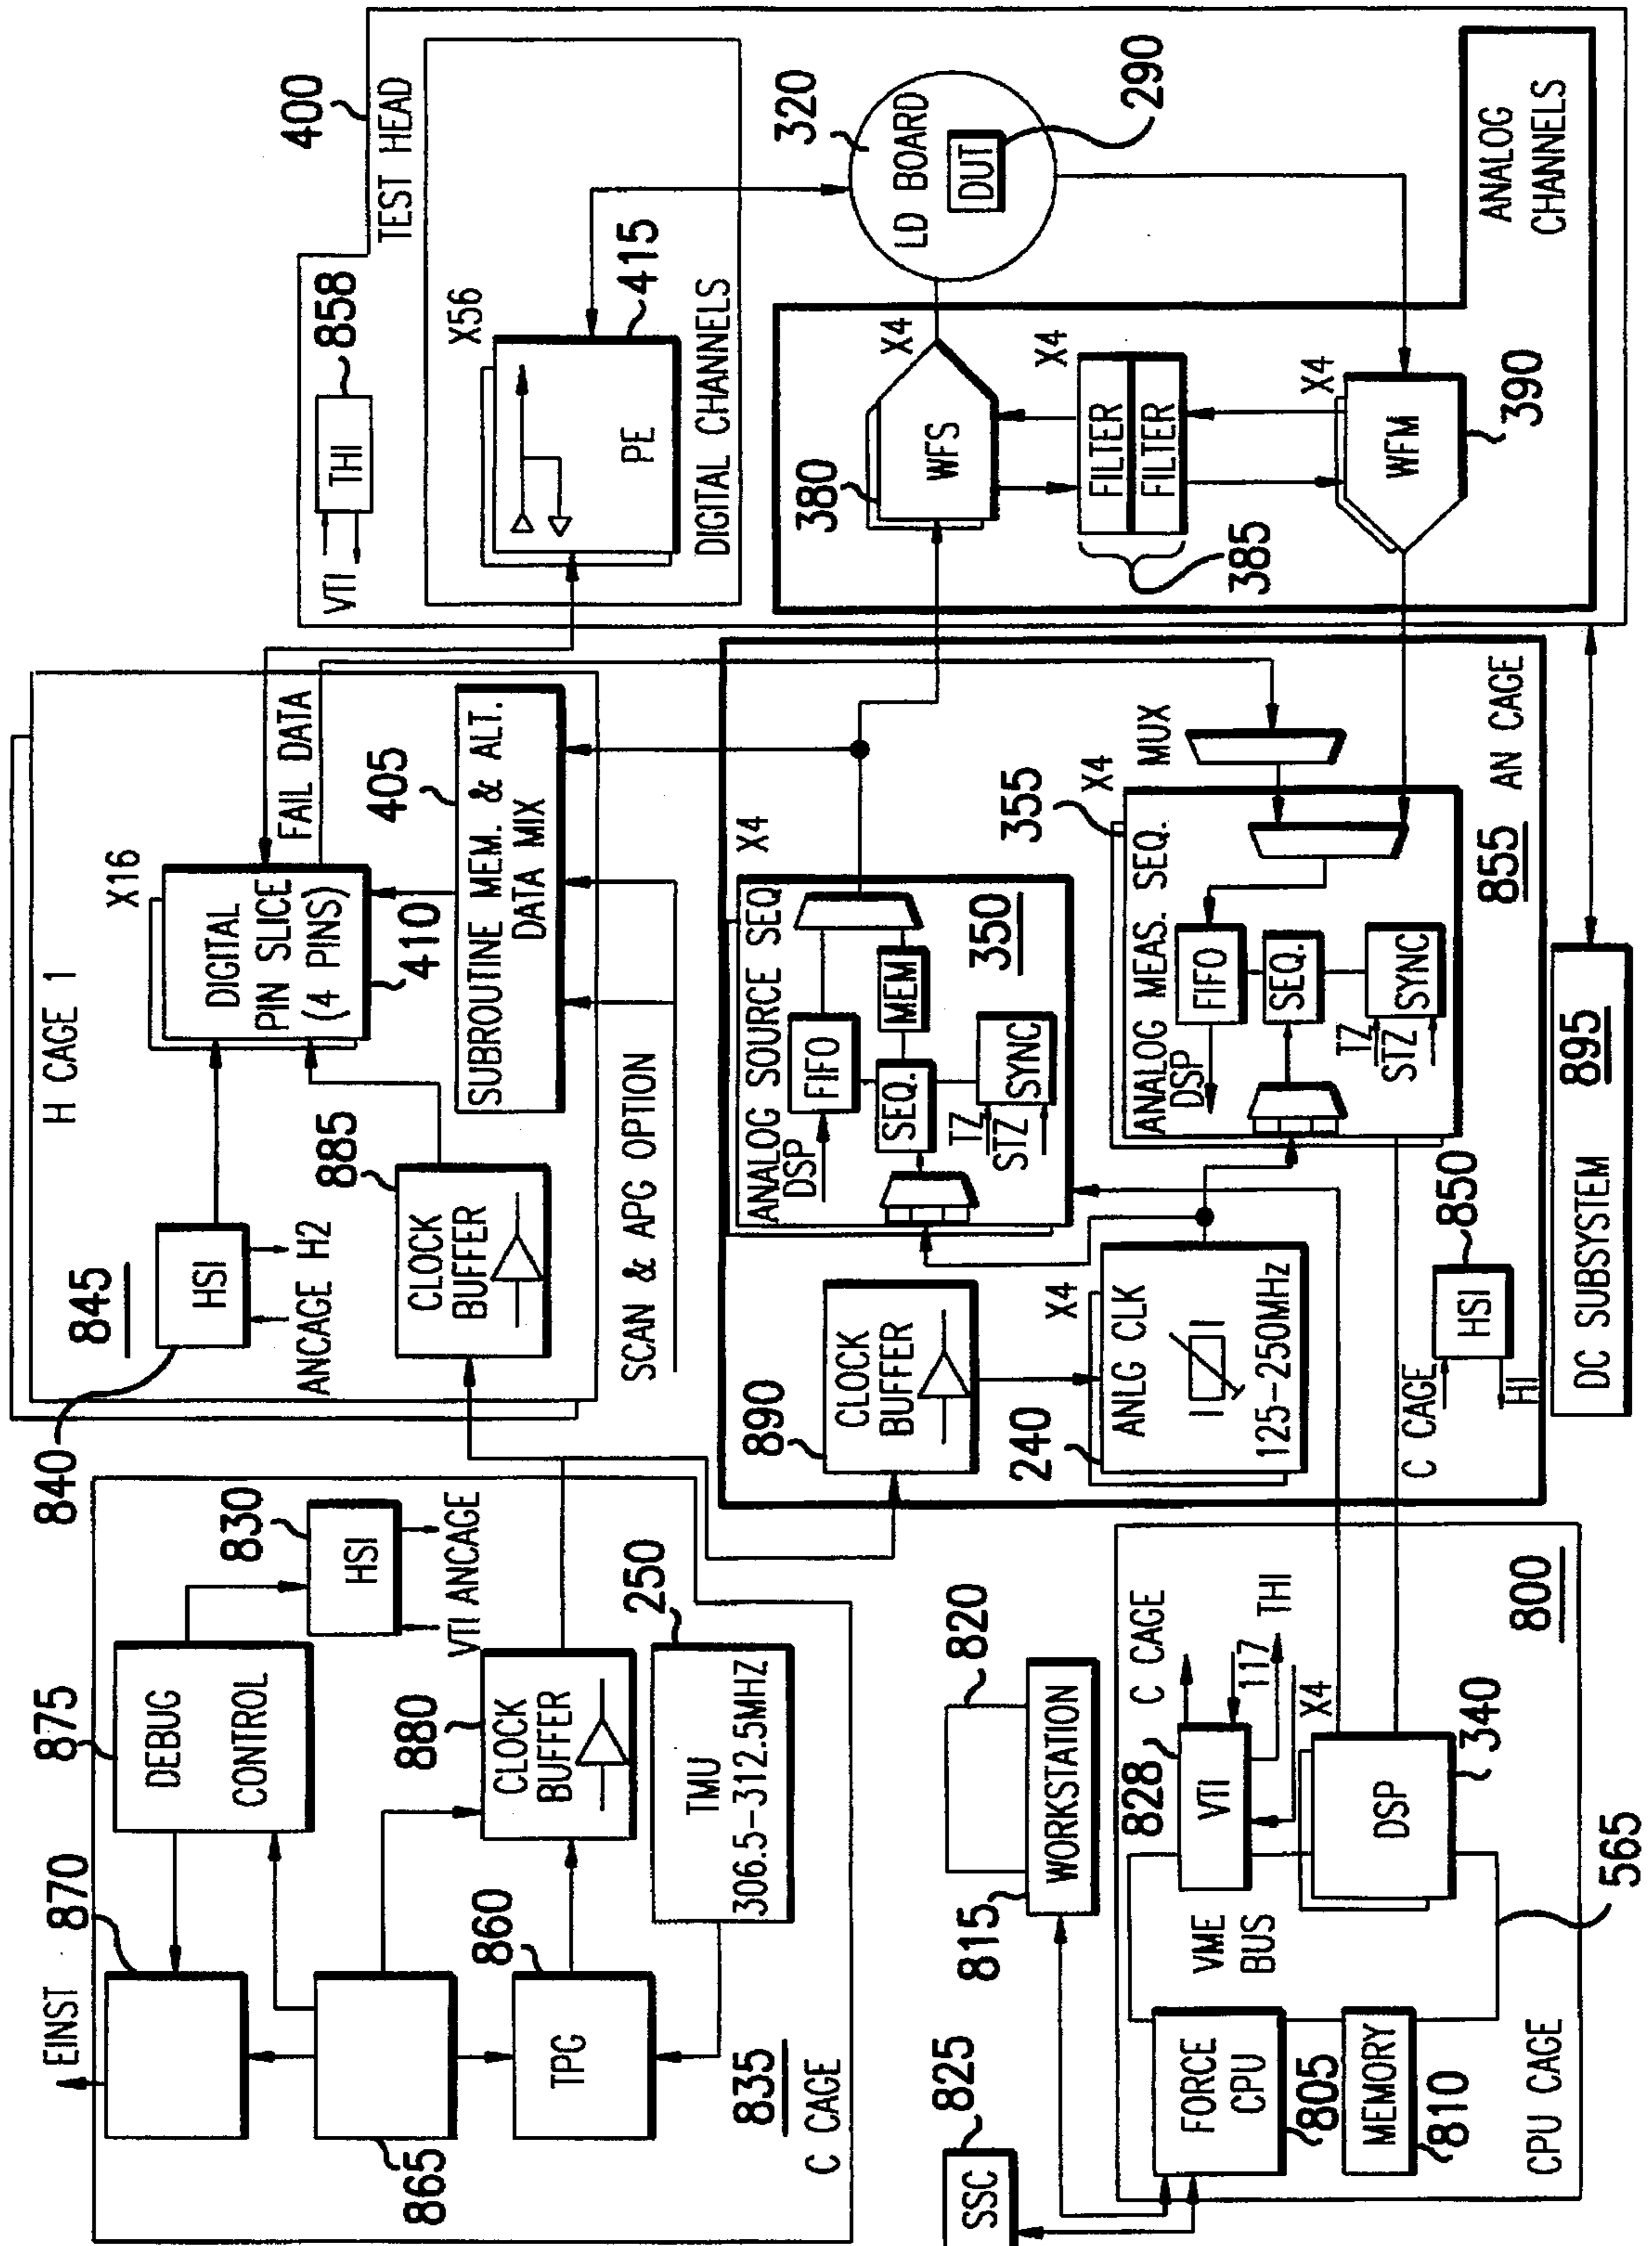 EINST
870
875
DEBUG
CONTROL
830
HSI
VTI ANCAGE
865
860
TPG
880
CLOCK
BUFFER
250
TMU
306.5-312.5MHZ
835
C CAGE
840
845
H CAGE 1
HSI
ANCAGE H2
885
CLOCK
BUFFER
X16
DIGITAL
PIN SLICE
(4 PINS)
410
FAIL DATA
405
SUBROUTINE MEM. & ALT.
DATA MIX
SCAN & APG OPTION
400
TEST HEAD
858
THI
VTI
X56
415
PE
DIGITAL CHANNELS
320
LD BOARD
DUT
290
380
WFS
X4
X4
FILTER
FILTER
385
X4
WFM
390
ANALOG
CHANNELS
890
CLOCK
BUFFER
240
X4
ANLG CLK
125-250MHz
X4
ANALOG SOURCE SEQ
350
DSP
FIFO
SEQ.
MEM
TZ
STZ
SYNC
355
X4
MUX
ANALOG MEAS. SEQ.
DSP
FIFO
SEQ.
TZ
STZ
SYNC
850
HSI
C CAGE
HI
855
AN CAGE
895
DC SUBSYSTEM
825
SSC
820
815
WORKSTATION
800
C CAGE
828
VTI
117
THI
X4
DSP
340
VME
BUS
565
FORCE
CPU
805
MEMORY
810
CPU CAGE